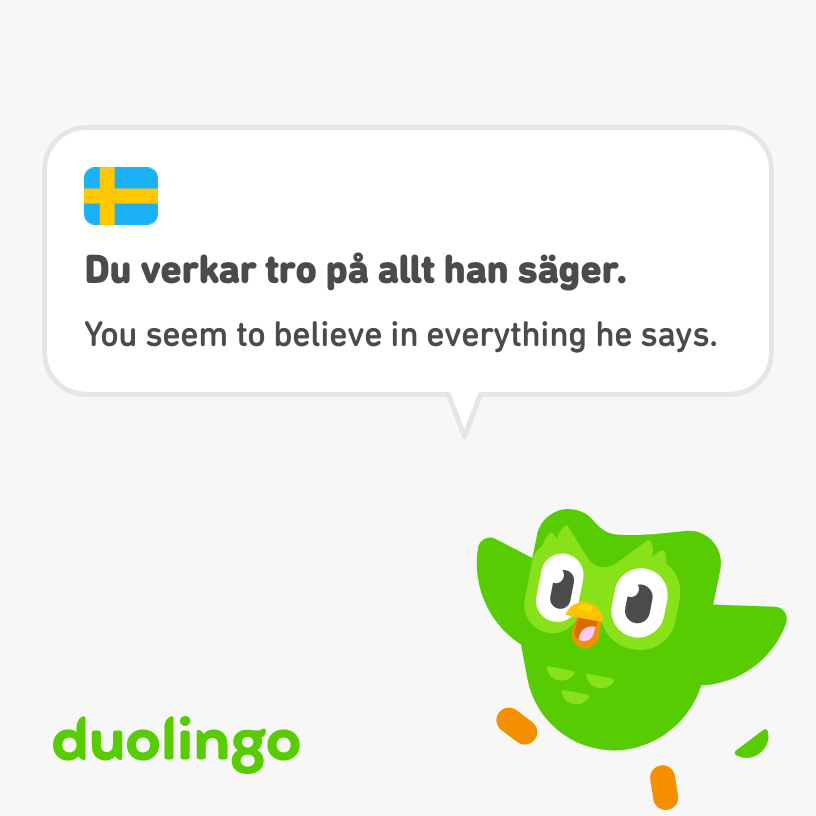 Du verkar tro på allt han säger.
You seem to believe in everything he says.
duolingo